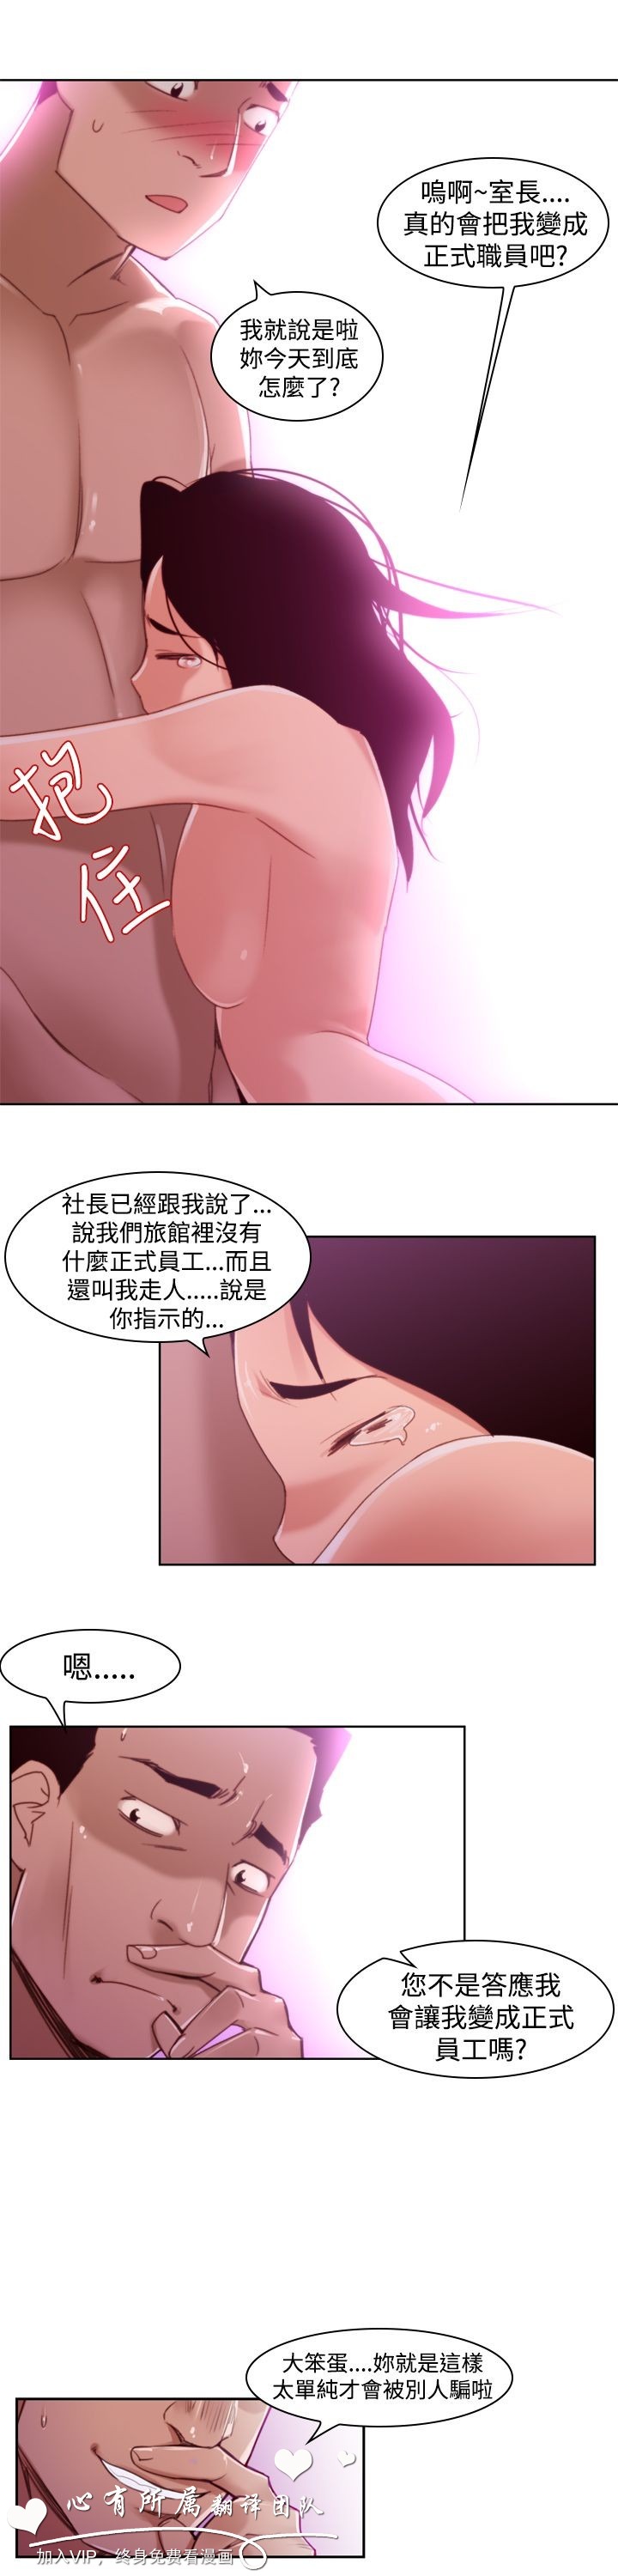 嗚啊~室長....
真的會把我變成
正式職員吧?
我就說是啦
妳今天到底
怎麼了?
抱
住
社長已經跟我說了...
說我們旅館裡沒有
什麼正式員工...而且
還叫我走人.....說是
你指示的...
嗯.....
您不是答應我
會讓我變成正式
員工嗎?
大笨蛋....妳就是這樣
太單純才會被別人騙啦
心有所属翻译团队
加入VIP，终身免费看漫画